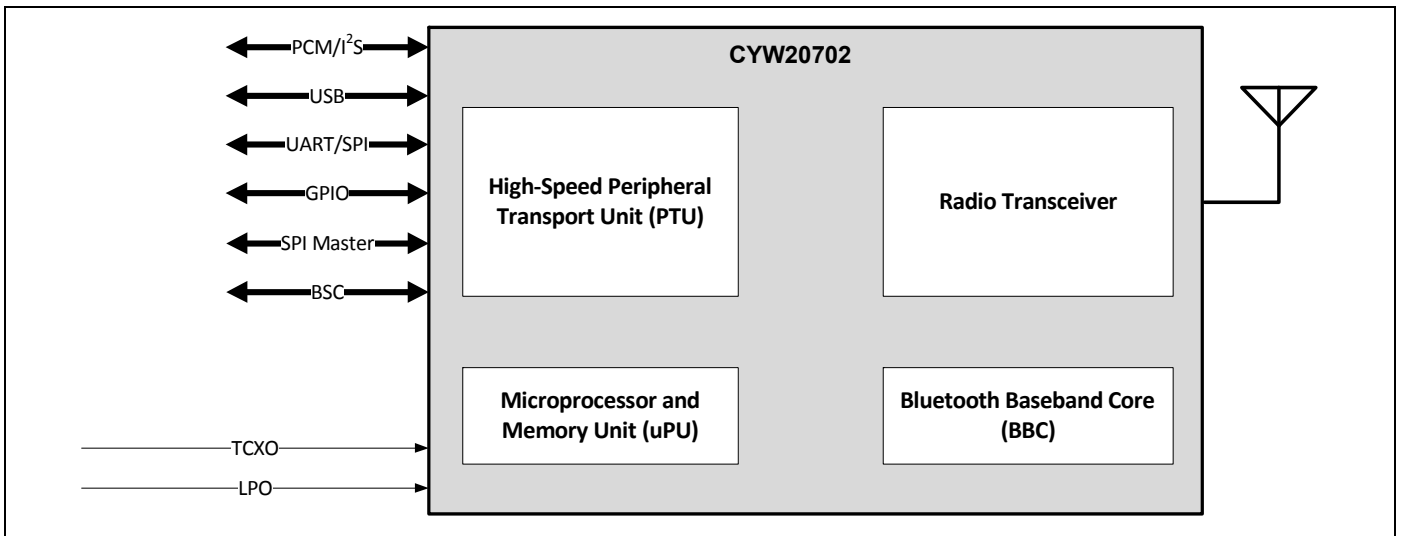 CYW20702
PCM/I²S
USB
UART/SPI
GPIO
SPI Master
BSC
High-Speed Peripheral
Transport Unit (PTU)
Radio Transceiver
Microprocessor and
Memory Unit (uPU)
Bluetooth Baseband Core
(BBC)
TCXO
LPO